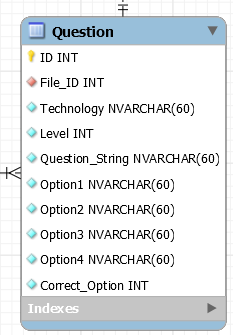 Question
ID INT
File_ID INT
Technology NVARCHAR(60)
Level INT
Question_String NVARCHAR(60)
Option1 NVARCHAR(60)
Option2 NVARCHAR(60)
Option3 NVARCHAR(60)
Option4 NVARCHAR(60)
Correct_Option INT
Indexes